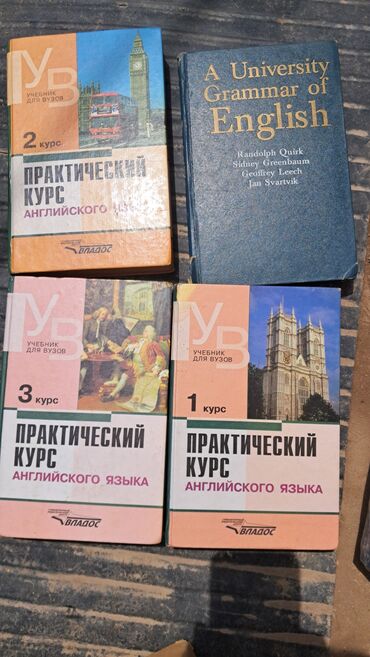 УВ
УЧЕБНИК
ДЛЯ ВУЗОВ
2 курс
ПРАКТИЧЕСКИЙ
КУРС
АНГЛИЙСКОГО
ВЛАДОС
A University
Grammar of
English
Randolph Quirk
Sidney Greenbaum
Geoffrey Leech
Jan Svartvik
УВ
УЧЕБНИК
ДЛЯ ВУЗОВ
3 курс
ПРАКТИЧЕСКИЙ
КУРС
АНГЛИЙСКОГО ЯЗЫКА
ВЛАДОС
УВ
УЧЕБНИК
ДЛЯ ВУЗОВ
1 курс
ПРАКТИЧЕСКИЙ
КУРС
АНГЛИЙСКОГО ЯЗЫКА
ВЛАДОС